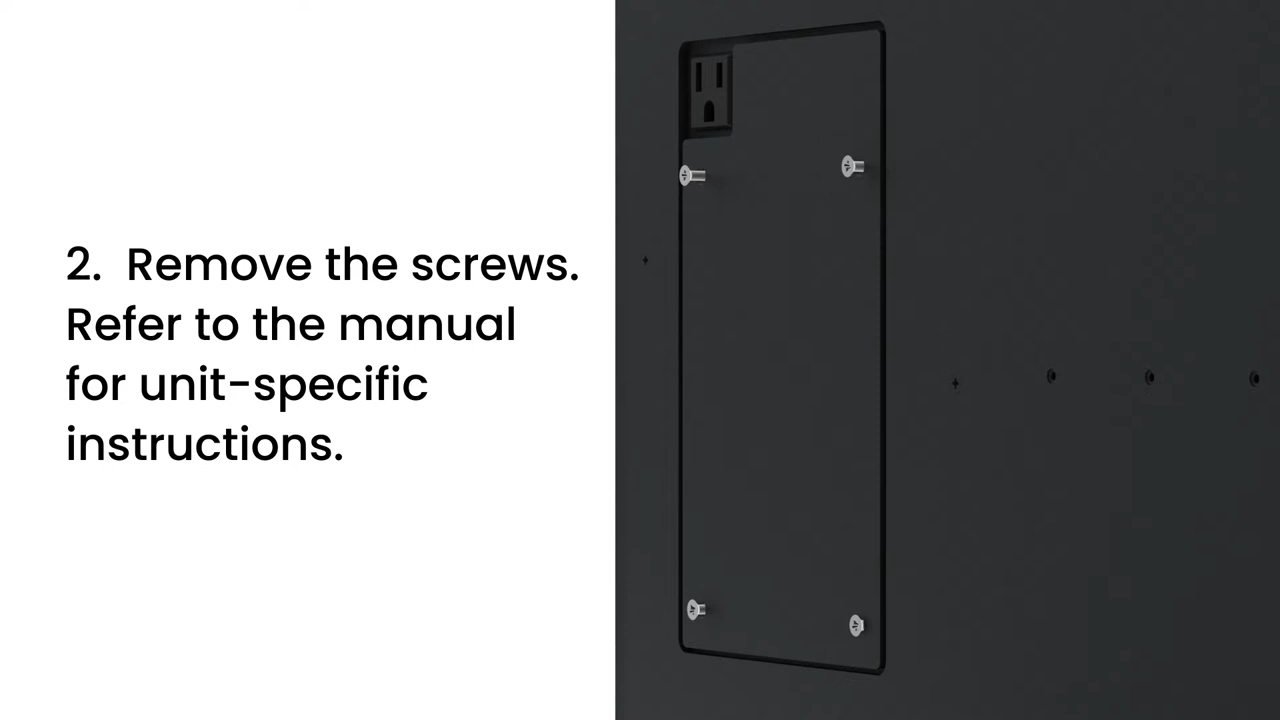 2. Remove the screws.
Refer to the manual
for unit-specific
instructions.